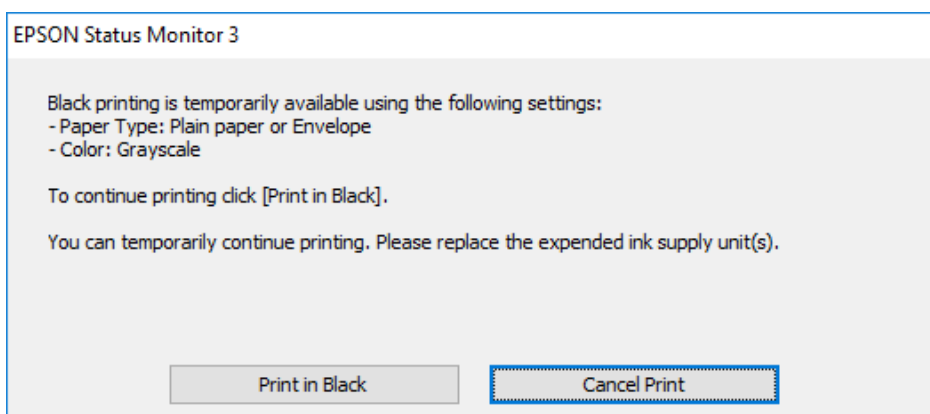 EPSON Status Monitor 3
Black printing is temporarily available using the following settings:
- Paper Type: Plain paper or Envelope
- Color: Grayscale
To continue printing click [Print in Black].
You can temporarily continue printing. Please replace the expended ink supply unit(s).
Print in Black
Cancel Print